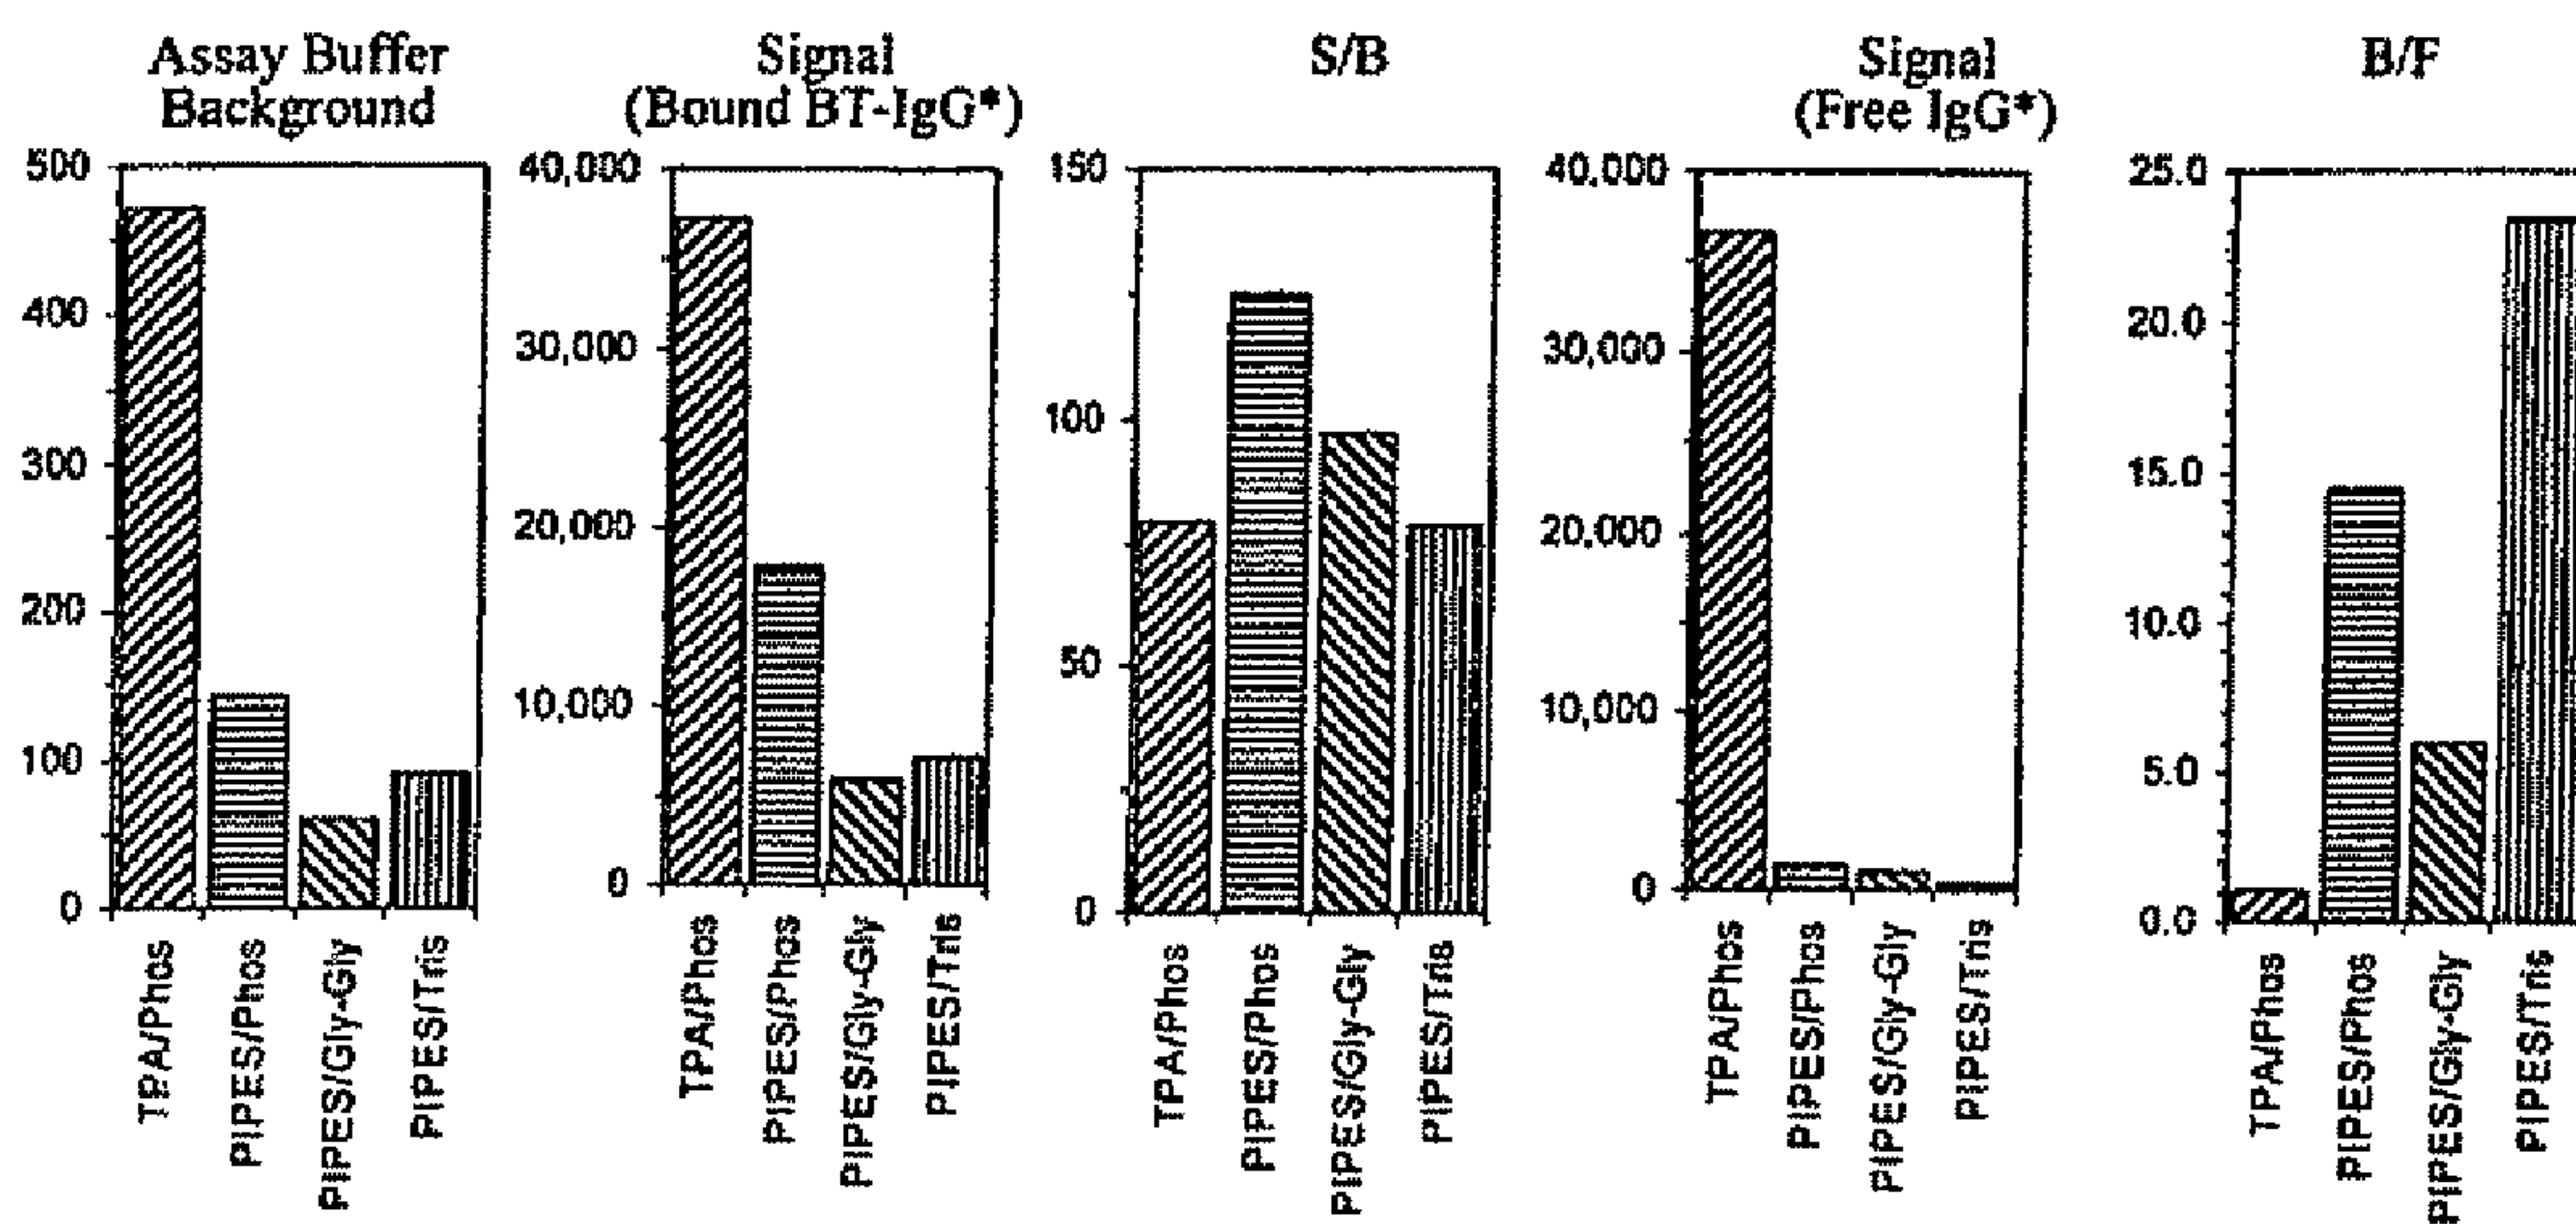 Assay Buffer
Background
500
400
300
200
100
0
TPA/Phos
PIPES/Phos
PIPES/Gly-Gly
PIPES/Tris
Signal
(Bound BT-IgG*)
40,000
30,000
20,000
10,000
0
TPA/Phos
PIPES/Phos
PIPES/Gly-Gly
PIPES/Tris
S/B
150
100
50
0
TPA/Phos
PIPES/Phos
PIPES/Gly-Gly
PIPES/Tris
Signal
(Free IgG*)
40,000
30,000
20,000
10,000
0
TPA/Phos
PIPES/Phos
PIPES/Gly-Gly
PIPES/Tris
B/F
25.0
20.0
15.0
10.0
5.0
0.0
TPA/Phos
PIPES/Phos
PIPES/Gly-Gly
PIPES/Tris